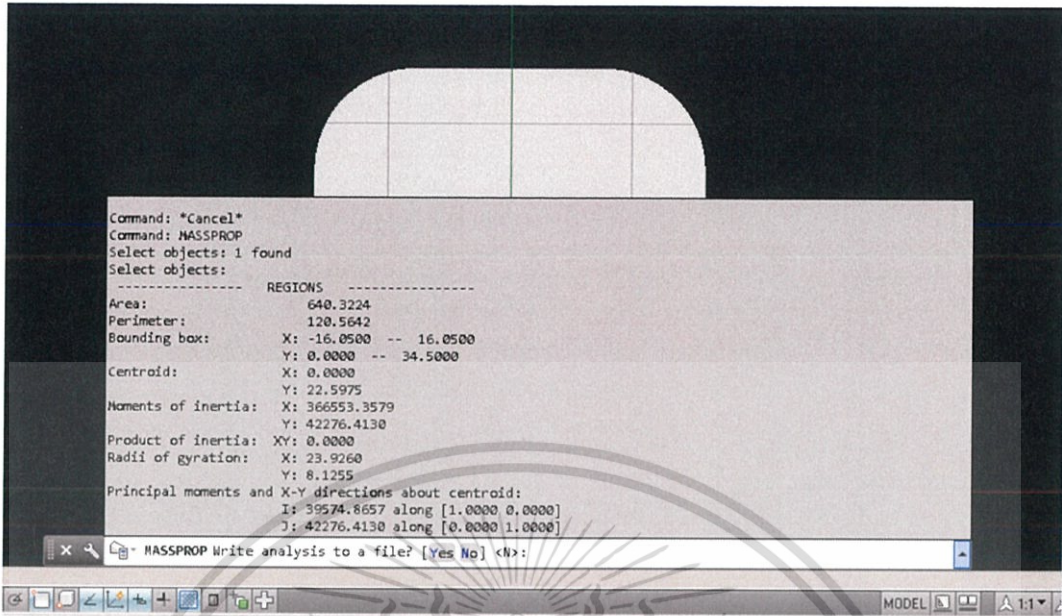 Command: *Cancel*
Command: MASSPROP
Select objects: 1 found
Select objects:
---------------- REGIONS ----------------
Area: 640.3224
Perimeter: 120.5642
Bounding box: X: -16.0500 -- 16.0500
Y: 0.0000 -- 34.5000
Centroid: X: 0.0000
Y: 22.5975
Moments of inertia: X: 366553.3579
Y: 42276.4130
Product of inertia: XY: 0.0000
Radii of gyration: X: 23.9260
Y: 8.1255
Principal moments and X-Y directions about centroid:
I: 39574.8657 along [1.0000 0.0000]
J: 42276.4130 along [0.0000 1.0000]
MASSPROP Write analysis to a file? [Yes No] <N>:
MODEL 1:1